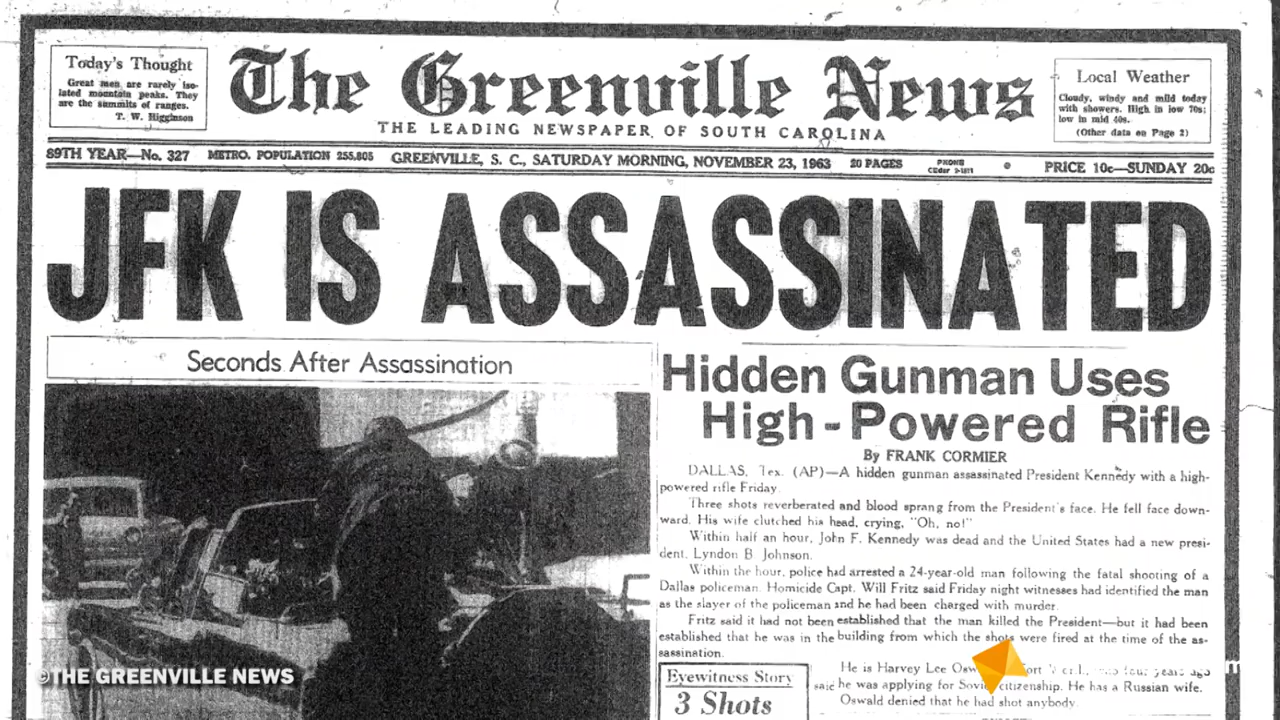 Today's Thought
Great men are rarely iso-
lated mountain peaks. They
are the summits of ranges.
T. W. Higginson
The Greenville News
THE LEADING NEWSPAPER OF SOUTH CAROLINA
Local Weather
Cloudy, windy and mild today
with showers. High in low 70s;
low in mid 40s.
(Other data on Page 2)
89TH YEAR—No. 327 METRO. POPULATION 255,805 GREENVILLE, S. C., SATURDAY MORNING, NOVEMBER 23, 1963 20 PAGES PHONE CEdar PRICE 10c—SUNDAY 20c
JFK IS ASSASSINATED
Seconds After Assassination
Hidden Gunman Uses
High-Powered Rifle
By FRANK CORMIER
DALLAS, Tex. (AP)—A hidden gunman assassinated President Kennedy with a high-
powered rifle Friday.
Three shots reverberated and blood sprang from the President's face. He fell face down-
ward. His wife clutched his head, crying, "Oh, no!"
Within half an hour, John F. Kennedy was dead and the United States had a new presi-
dent, Lyndon B. Johnson.
Within the hour, police had arrested a 24-year-old man following the fatal shooting of a
Dallas policeman. Homicide Capt. Will Fritz said Friday night witnesses had identified the man
as the slayer of the policeman and he had been charged with murder.
Fritz said it had not been established that the man killed the President—but it had been
established that he was in the building from which the shots were fired at the time of the as-
sassination.
Eyewitness Story
3 Shots
He is Harvey Lee years ago
said he was applying for Soviet citizenship. He has a Russian wife.
Oswald denied that he had shot anybody.
©THE GREENVILLE NEWS